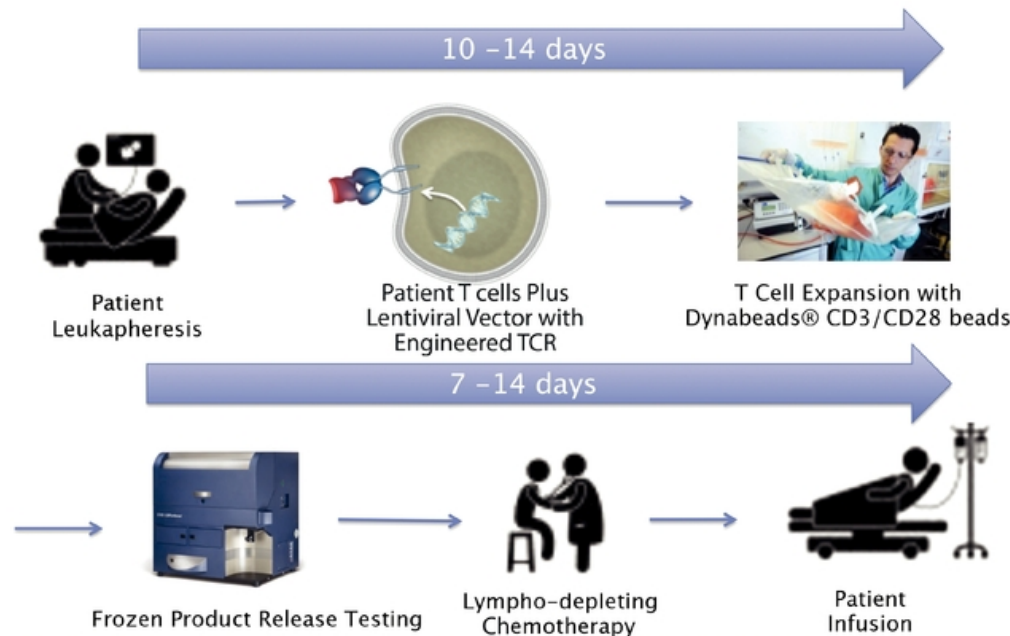 10 –14 days
Patient
Leukapheresis
Patient T cells Plus
Lentiviral Vector with
Engineered TCR
T Cell Expansion with
Dynabeads® CD3/CD28 beads
7 –14 days
Frozen Product Release Testing
Lympho-depleting
Chemotherapy
Patient
Infusion